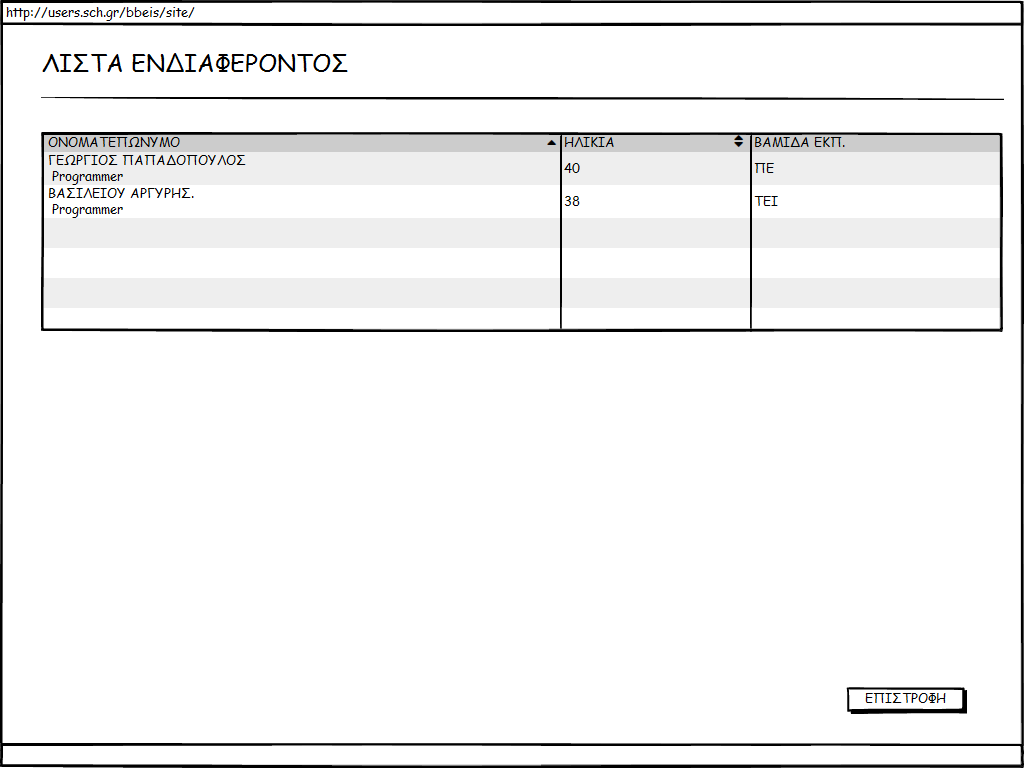 http://users.sch.gr/bbeis/site/
ΛΙΣΤΑ ΕΝΔΙΑΦΕΡΟΝΤΟΣ
ΟΝΟΜΑΤΕΠΩΝΥΜΟ ΗΛΙΚΙΑ ΒΑΜΙΔΑ ΕΚΠ.
ΓΕΩΡΓΙΟΣ ΠΑΠΑΔΟΠΟΥΛΟΣ
Programmer
40 ΠΕ
ΒΑΣΙΛΕΙΟΥ ΑΡΓΥΡΗΣ.
Programmer
38 ΤΕΙ
ΕΠΙΣΤΡΟΦΗ